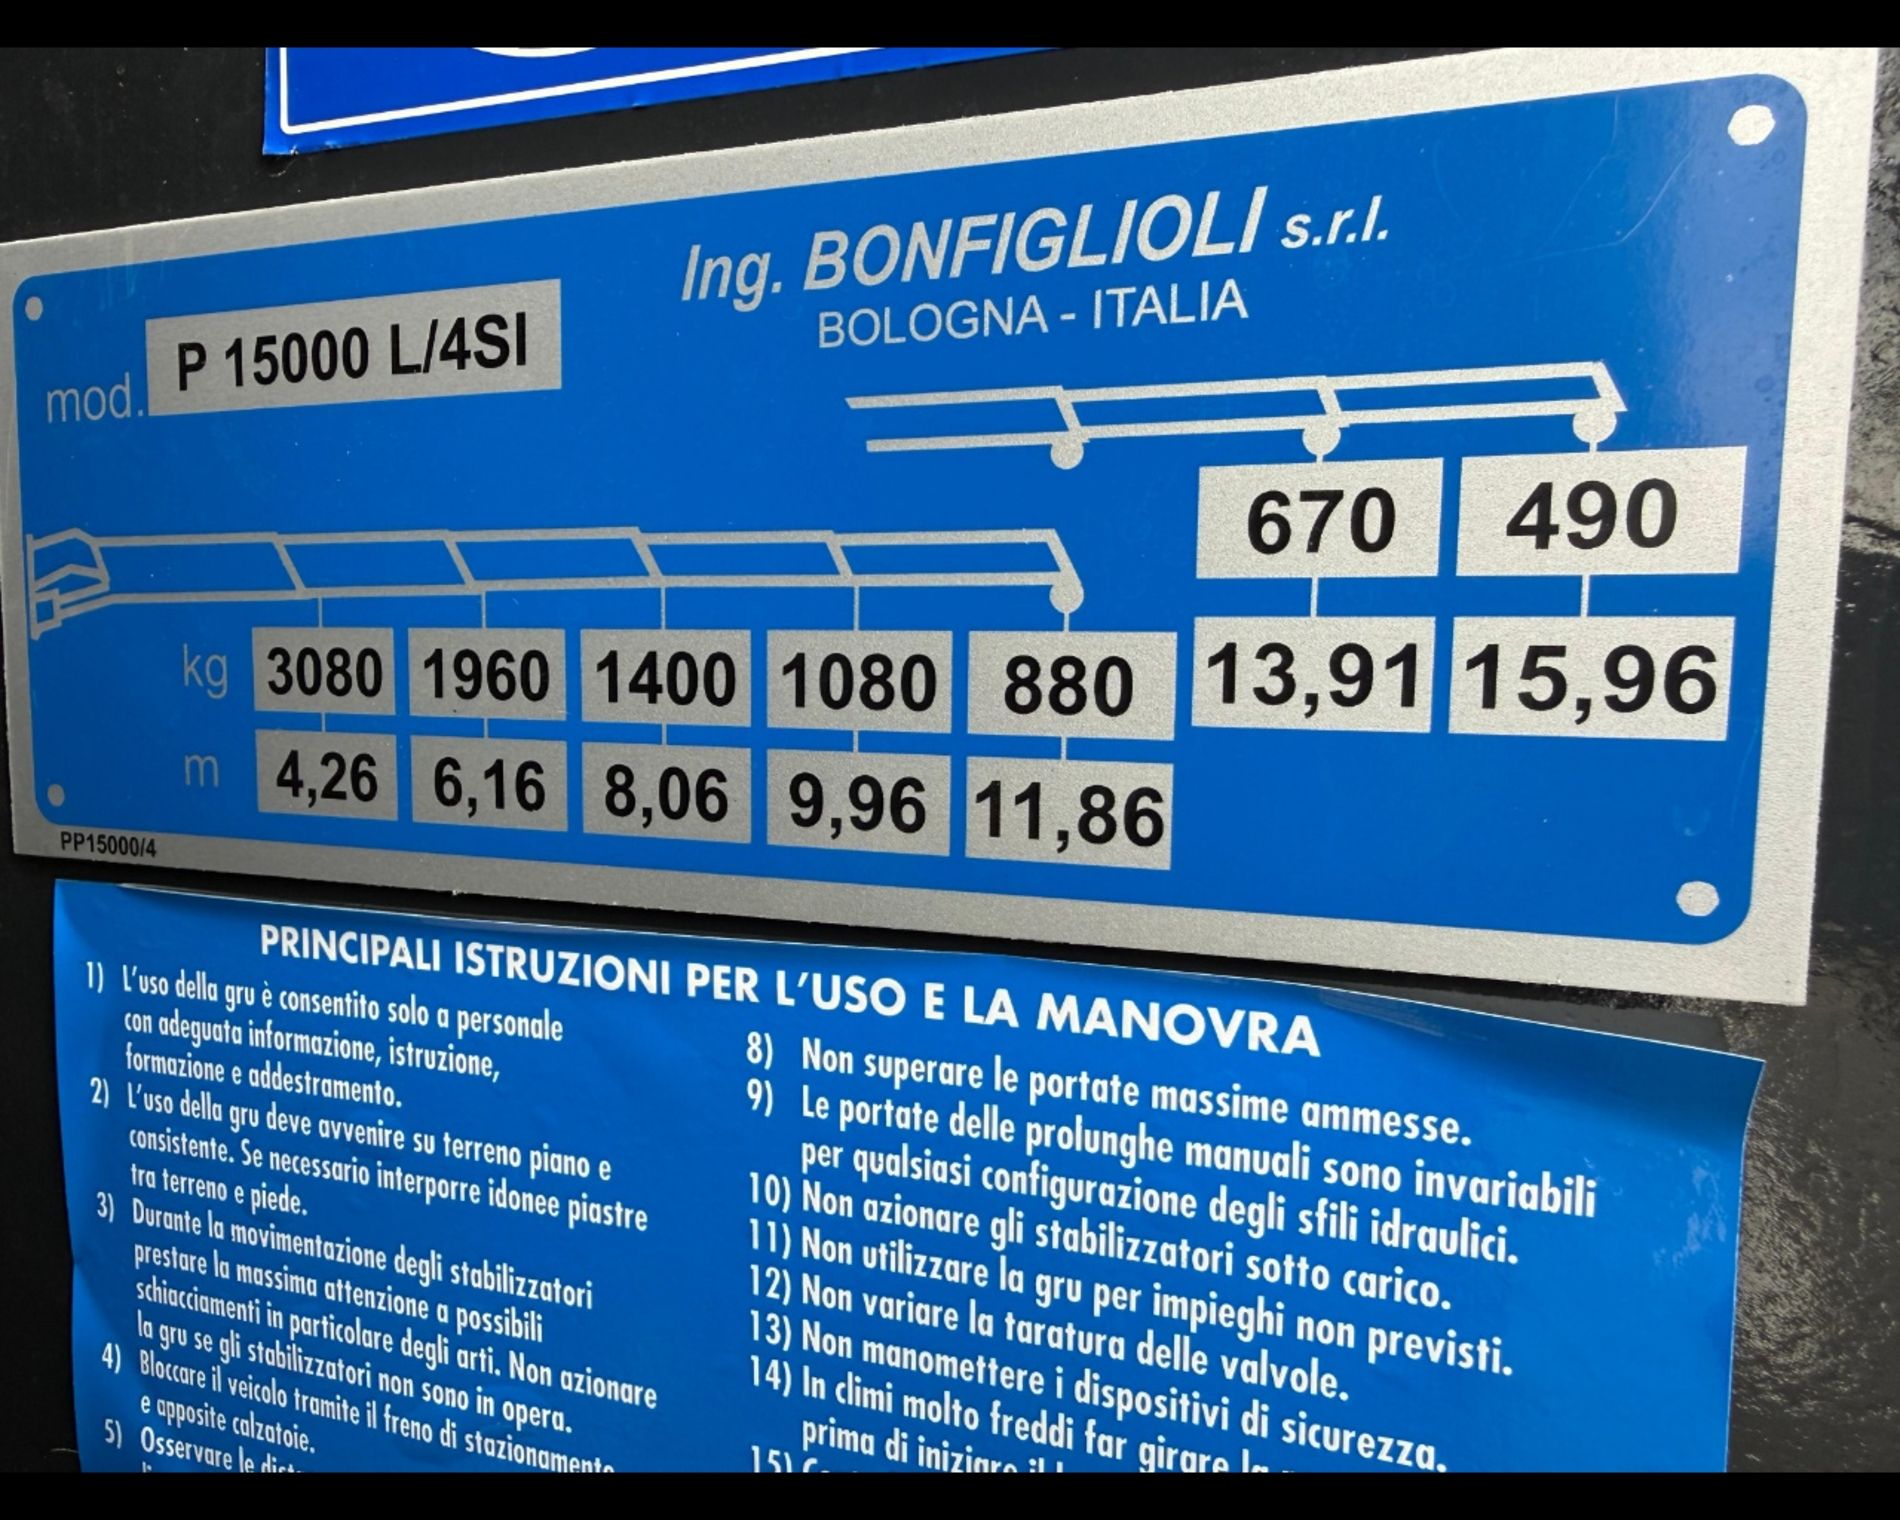 Ing. BONFIGLIOLI s.r.l.
BOLOGNA - ITALIA
mod. P 15000 L/4SI
670 490
kg 3080 1960 1400 1080 880 13,91 15,96
m 4,26 6,16 8,06 9,96 11,86
PP15000/4
PRINCIPALI ISTRUZIONI PER L'USO E LA MANOVRA
1) L'uso della gru è consentito solo a personale
con adeguata informazione, istruzione,
formazione e addestramento.
2) L'uso della gru deve avvenire su terreno piano e
consistente. Se necessario interporre idonee piastre
tra terreno e piede.
3) Durante la movimentazione degli stabilizzatori
prestare la massima attenzione a possibili
schiacciamenti in particolare degli arti. Non azionare
la gru se gli stabilizzatori non sono in opera.
4) Bloccare il veicolo tramite il freno di stazionamento
e apposite calzatoie.
5) Osservare le
8) Non superare le portate massime ammesse.
9) Le portate delle prolunghe manuali sono invariabili
per qualsiasi configurazione degli sfili idraulici.
10) Non azionare gli stabilizzatori sotto carico.
11) Non utilizzare la gru per impieghi non previsti.
12) Non variare la taratura delle valvole.
13) Non manomettere i dispositivi di sicurezza.
14) In climi molto freddi far girare la
prima di iniziare il
15)